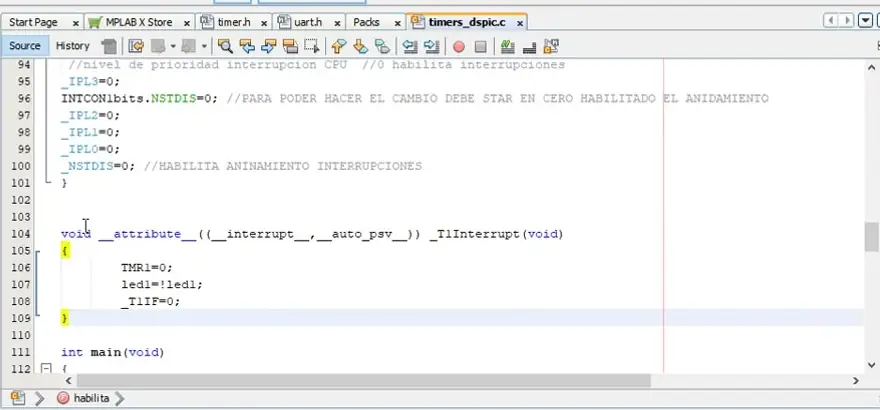 Start Page MPLAB X Store timer.h uart.h Packs timers_dspic.c
Source History
94 //nivel de prioridad interrupcion CPU //0 habilita interrupciones
95 _IPL3=0;
96 INTCON1bits.NSTDIS=0; //PARA PODER HACER EL CAMBIO DEBE STAR EN CERO HABILITADO EL ANIDAMIENTO
97 _IPL2=0;
98 _IPL1=0;
99 _IPL0=0;
100 _NSTDIS=0; //HABILITA ANINAMIENTO INTERRUPCIONES
101 }
102
103
104 void __attribute__((__interrupt__,__auto_psv__)) _T1Interrupt(void)
105 {
106 TMR1=0;
107 led1=!led1;
108 _T1IF=0;
109 }
110
111 int main(void)
112 {
habilita